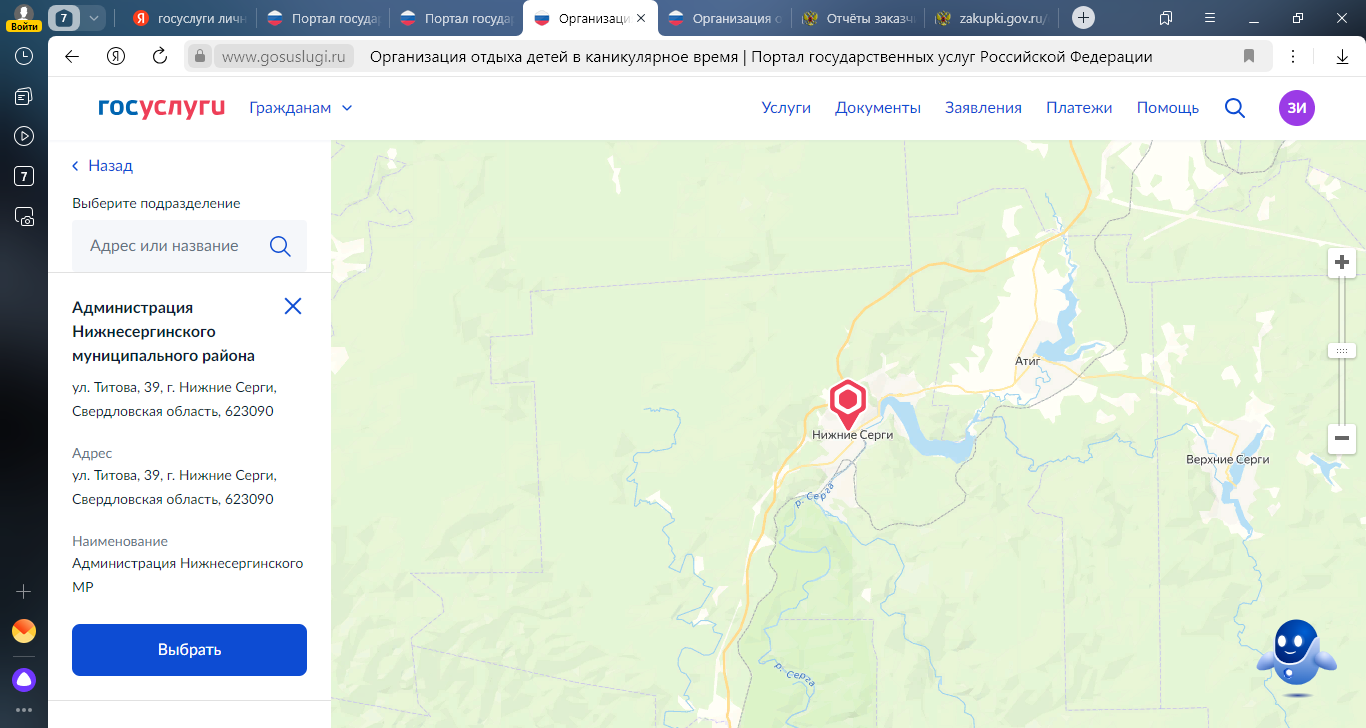 Войти
7
госуслуги личн
Портал государ
Портал государ
Организаци
Организация о
Отчёты заказчи
zakupki.gov.ru/
www.gosuslugi.ru
Организация отдыха детей в каникулярное время | Портал государственных услуг Российской Федерации
7
госуслуги
Гражданам
Услуги
Документы
Заявления
Платежи
Помощь
ЗИ
Назад
Выберите подразделение
Адрес или название
Администрация
Нижнесергинского
муниципального района
ул. Титова, 39, г. Нижние Серги,
Свердловская область, 623090
Адрес
ул. Титова, 39, г. Нижние Серги,
Свердловская область, 623090
Наименование
Администрация Нижнесергинского
МР
Выбрать
Атиг
Нижние Серги
Верхние Серги
р. Серга
р. Серга